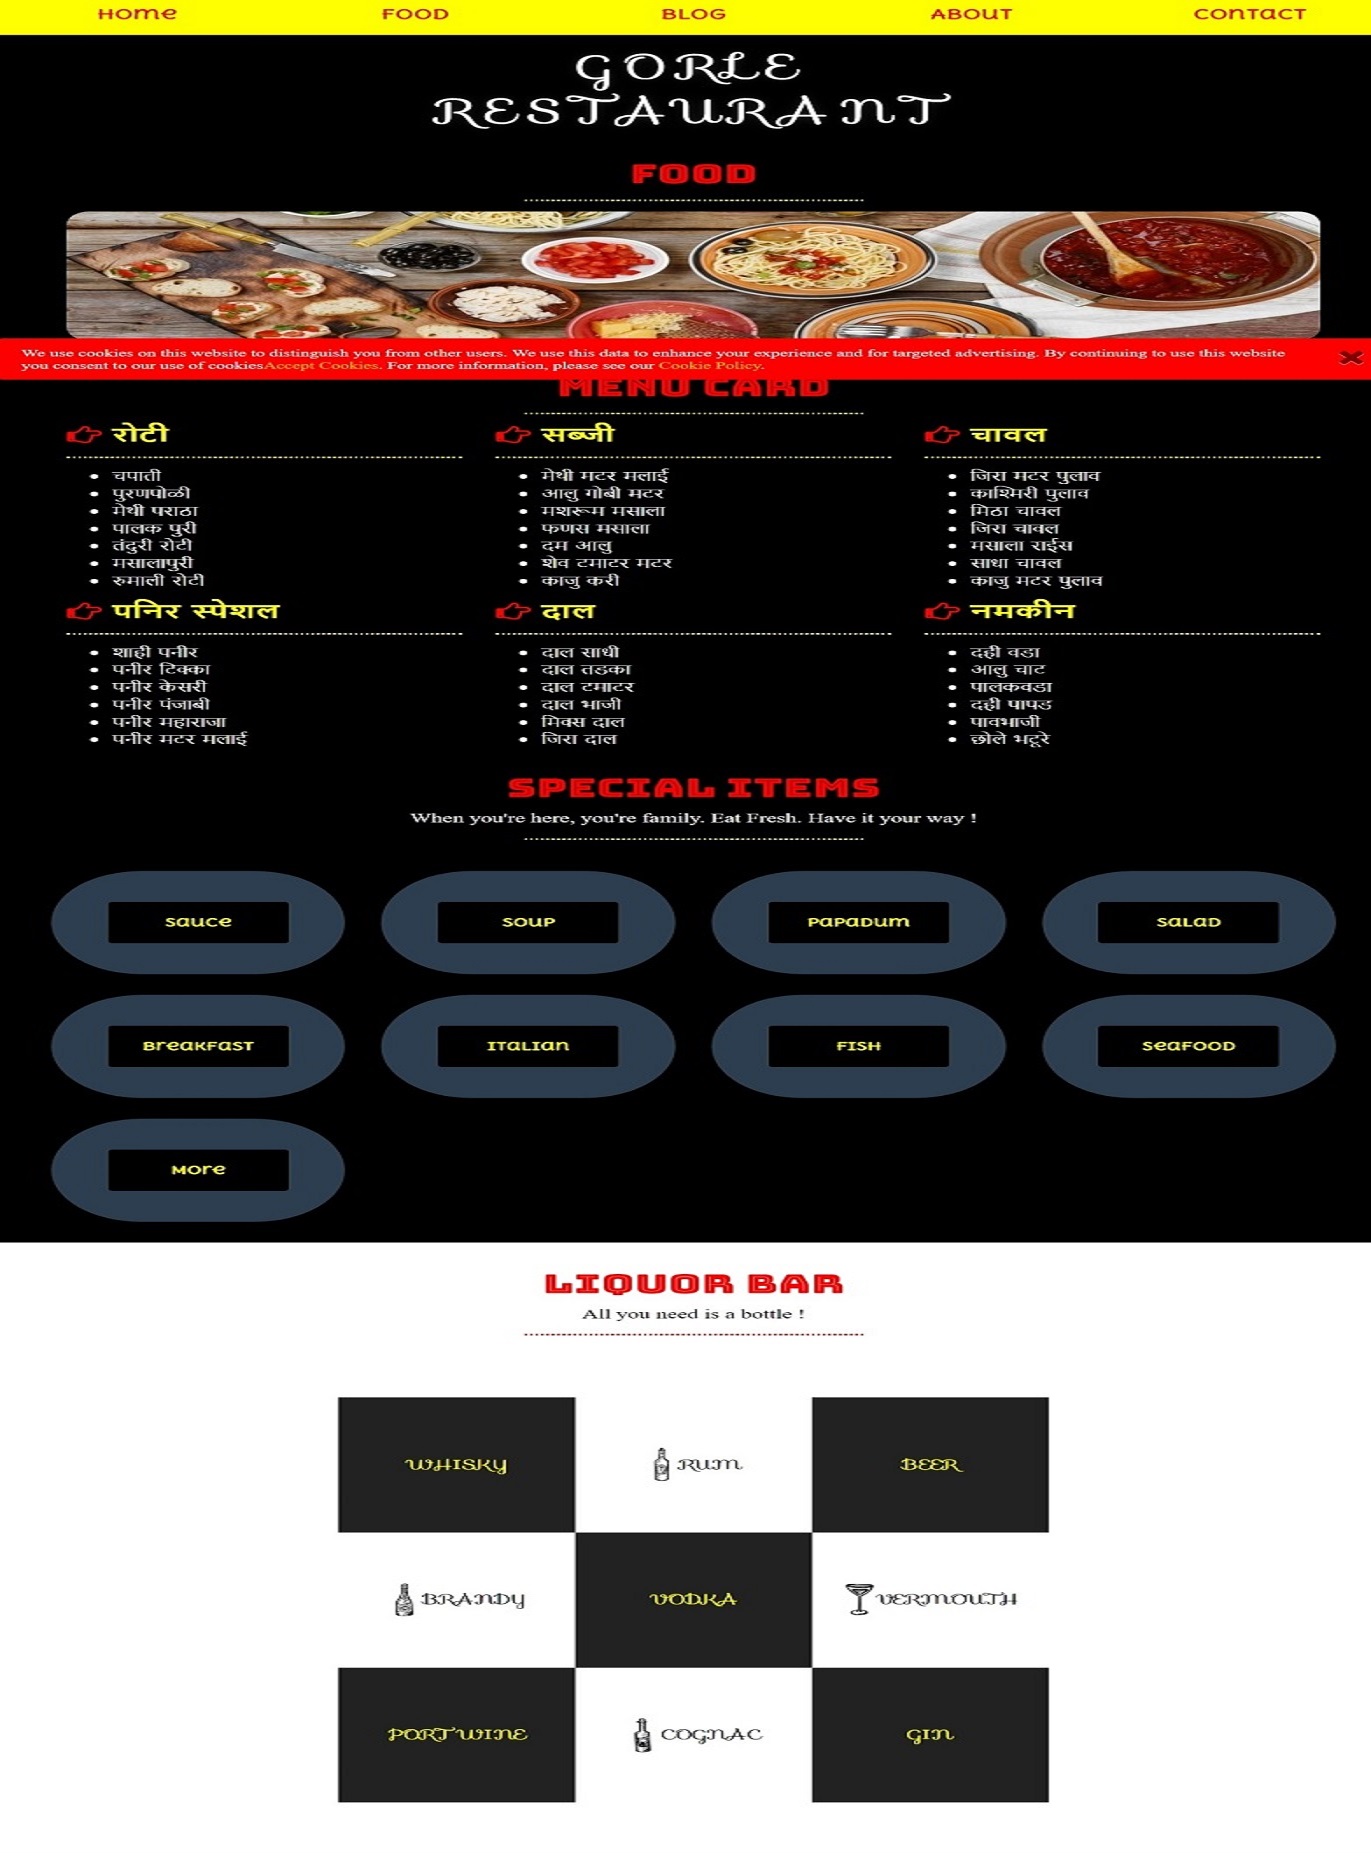 Home FOOD BLOG ABOUT CONTACT
GORLE
RESTAURANT
FOOD
We use cookies on this website to distinguish you from other users. We use this data to enhance your experience and for targeted advertising. By continuing to use this website
you consent to our use of cookiesAccept Cookies. For more information, please see our Cookie Policy.
MENU CARD
रोटी
चपाती
पुरणपोळी
मेथी पराठा
पालक पुरी
तंदुरी रोटी
मसालापुरी
रुमाली रोटी
सब्जी
मेथी मटर मलाई
आलु गोबी मटर
मशरूम मसाला
फणस मसाला
दम आलु
शेव टमाटर मटर
काजु करी
चावल
जिरा मटर पुलाव
काश्मिरी पुलाव
मिठा चावल
जिरा चावल
मसाला राईस
साधा चावल
काजु मटर पुलाव
पनिर स्पेशल
शाही पनीर
पनीर टिक्का
पनीर केसरी
पनीर पंजाबी
पनीर महाराजा
पनीर मटर मलाई
दाल
दाल साधी
दाल तडका
दाल टमाटर
दाल भाजी
मिक्स दाल
जिरा दाल
नमकीन
दही वडा
आलु चाट
पालकवडा
दही पापड
पावभाजी
छोले भटूरे
SPECIAL ITEMS
When you're here, you're family. Eat Fresh. Have it your way !
Sauce SOUP PAPADUM SALAD
BREAKFAST ITALIAN FISH SEAFOOD
MORE
LIQUOR BAR
All you need is a bottle !
WHISKY RUM BEER
BRANDY VODKA VERMOUTH
PORT WINE COGNAC GIN